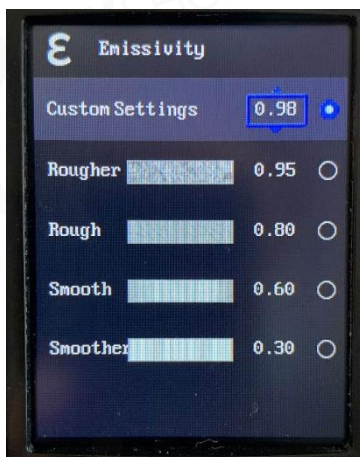 ε Emissivity
Custom Settings 0.98
Rougher 0.95
Rough 0.80
Smooth 0.60
Smoother 0.30